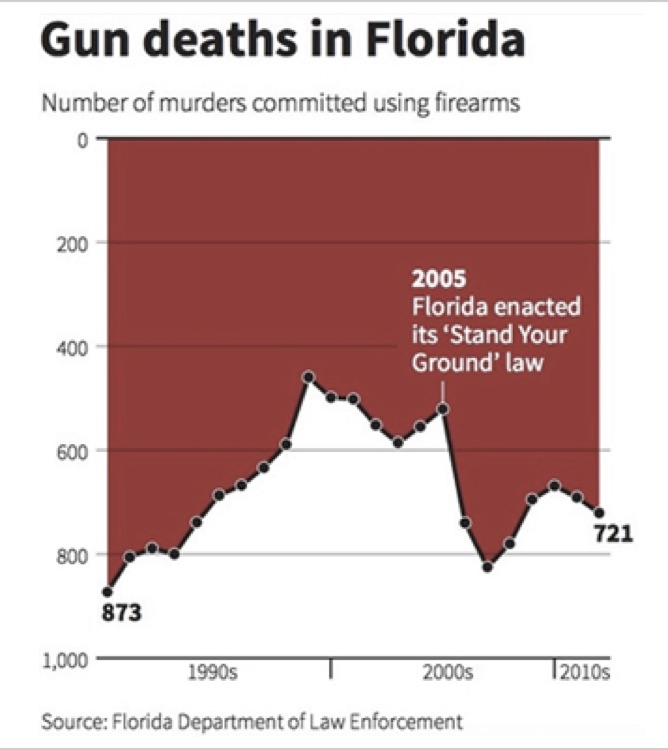 Gun deaths in Florida
Number of murders committed using firearms
0
200
400
600
800
1,000
2005
Florida enacted
its ‘Stand Your
Ground’ law
873
721
1990s
2000s
2010s
Source: Florida Department of Law Enforcement